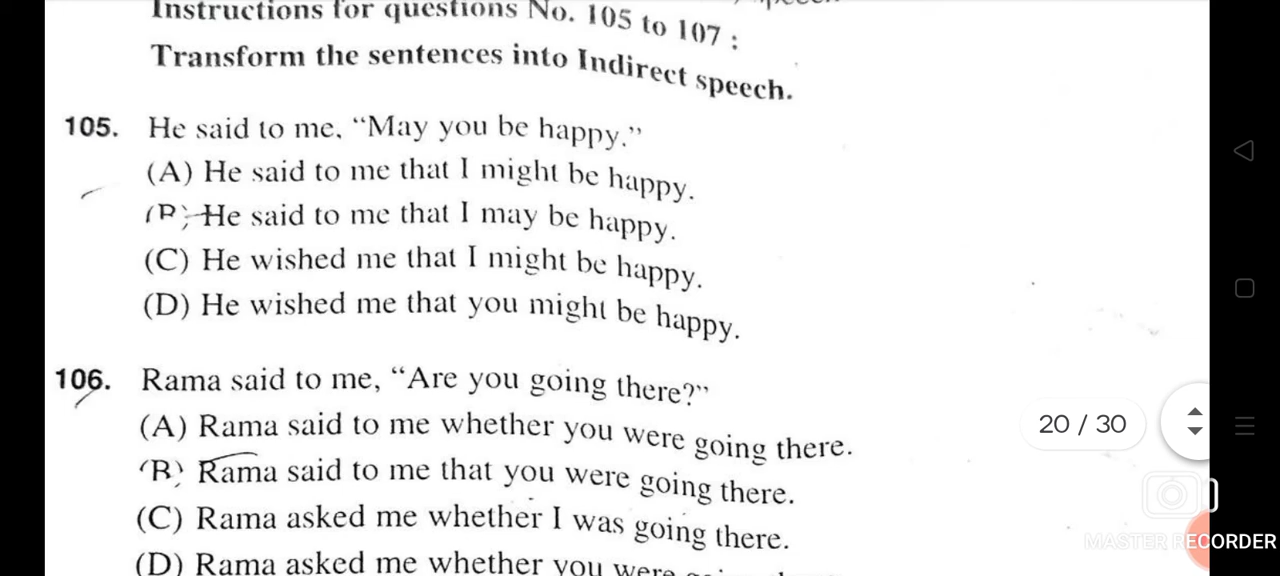 Instructions for questions No. 105 to 107 :
Transform the sentences into Indirect speech.
105. He said to me, “May you be happy.”
(A) He said to me that I might be happy.
(B) He said to me that I may be happy.
(C) He wished me that I might be happy.
(D) He wished me that you might be happy.
106. Rama said to me, “Are you going there?”
(A) Rama said to me whether you were going there.
(B) Rama said to me that you were going there.
(C) Rama asked me whether I was going there.
(D) Rama asked me whether you were
20 / 30
MASTER RECORDER